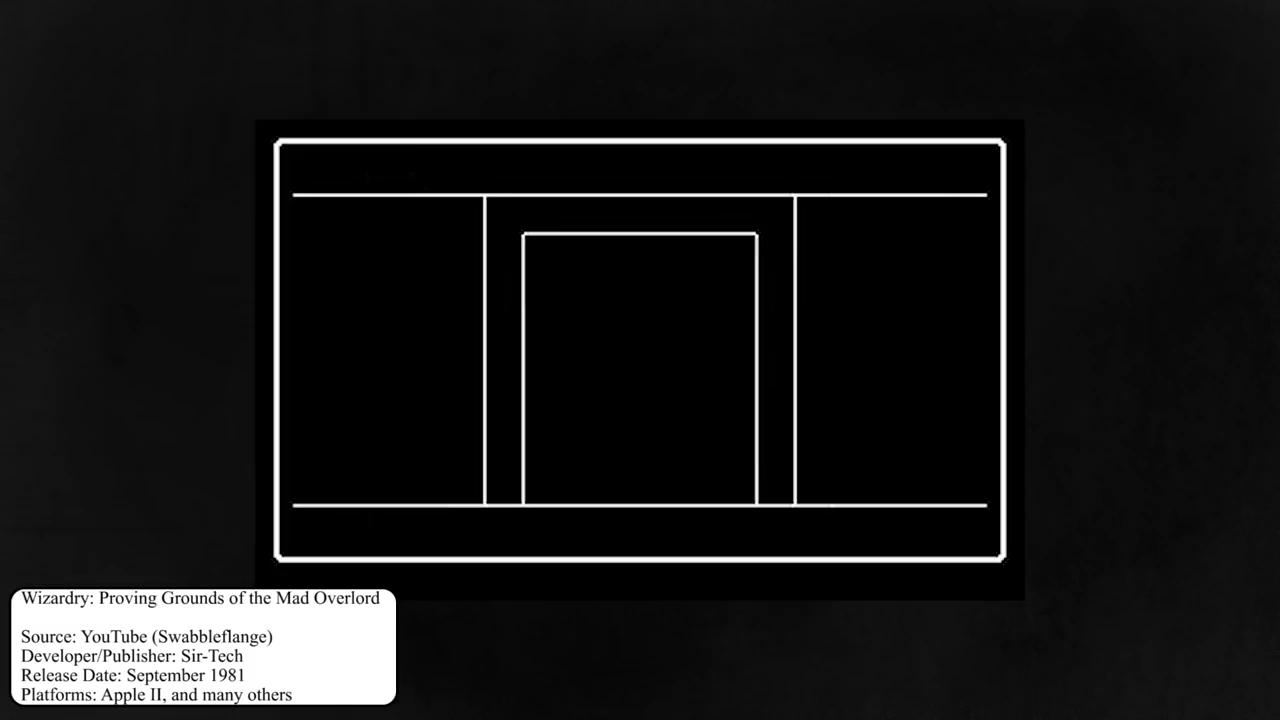 Wizardry: Proving Grounds of the Mad Overlord
Source: YouTube (Swabbleflange)
Developer/Publisher: Sir-Tech
Release Date: September 1981
Platforms: Apple II, and many others